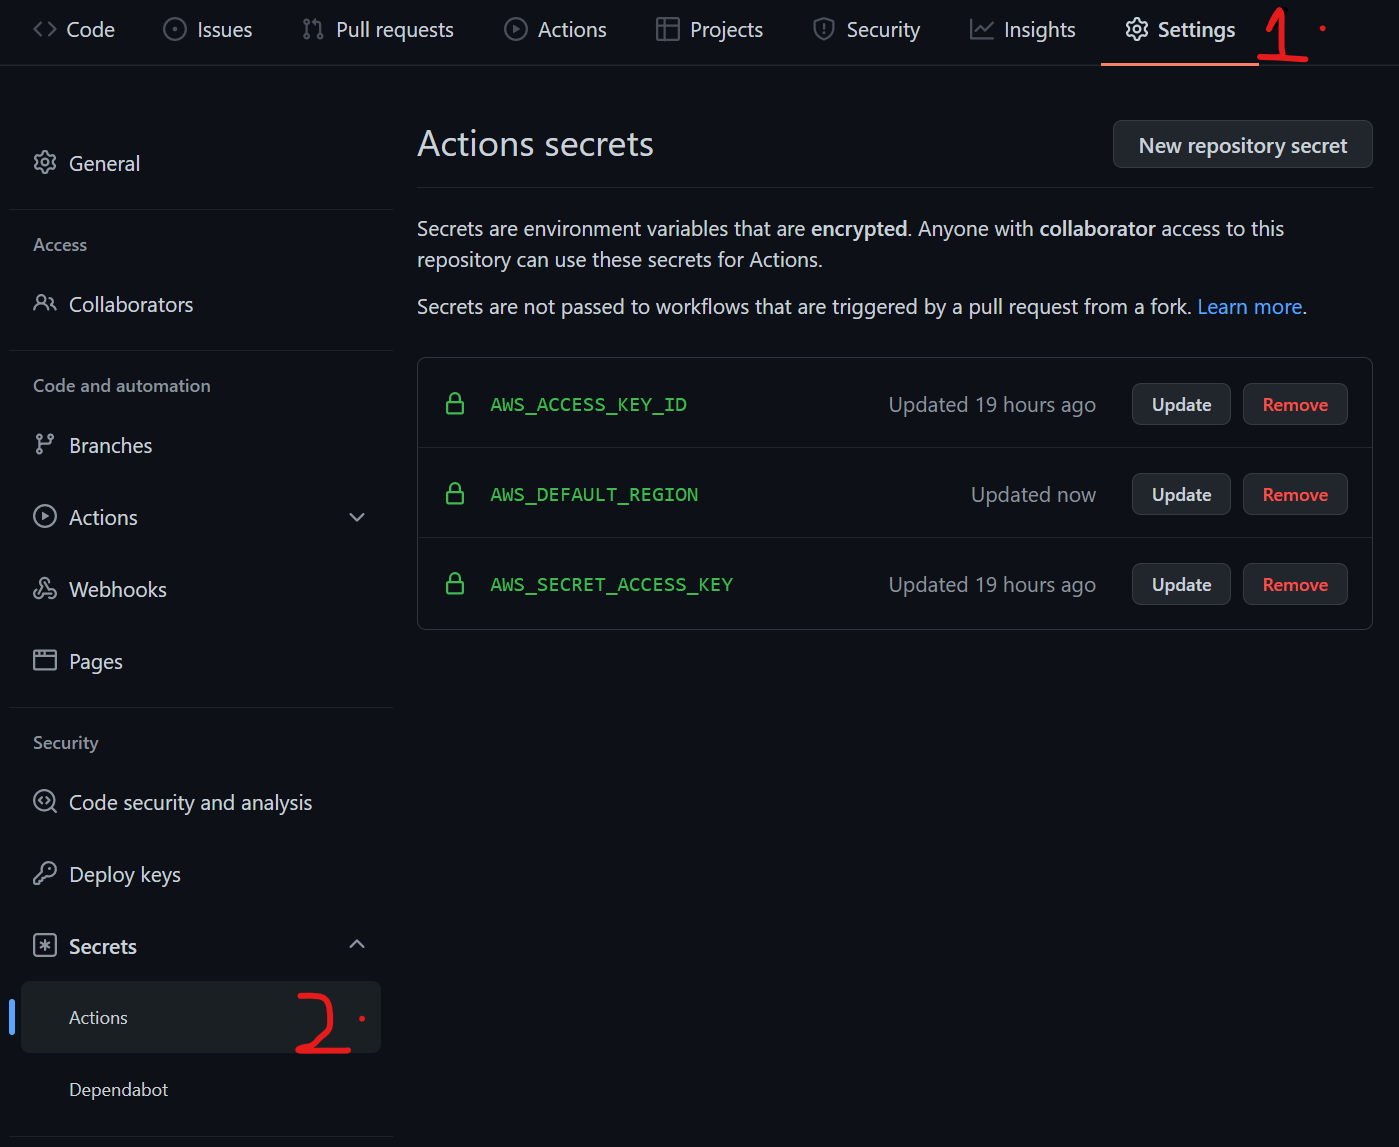 Code Issues Pull requests Actions Projects Security Insights Settings 1.
General
Access
Collaborators
Code and automation
Branches
Actions
Webhooks
Pages
Security
Code security and analysis
Deploy keys
Secrets
Actions 2.
Dependabot
Actions secrets
New repository secret
Secrets are environment variables that are encrypted. Anyone with collaborator access to this
repository can use these secrets for Actions.
Secrets are not passed to workflows that are triggered by a pull request from a fork. Learn more.
AWS_ACCESS_KEY_ID Updated 19 hours ago Update Remove
AWS_DEFAULT_REGION Updated now Update Remove
AWS_SECRET_ACCESS_KEY Updated 19 hours ago Update Remove